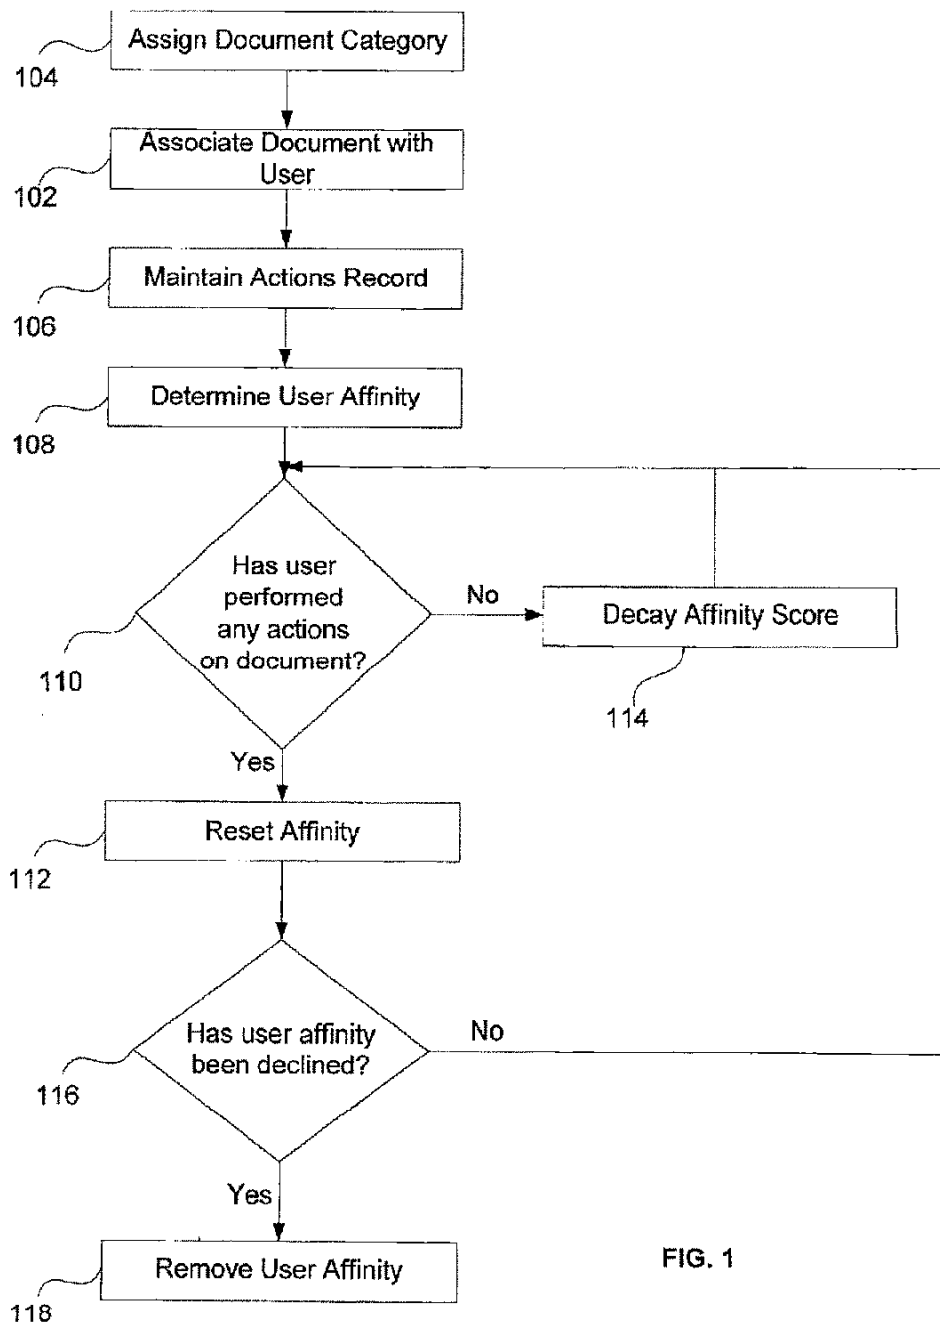 Assign Document Category
104
Associate Document with
User
102
Maintain Actions Record
106
Determine User Affinity
108
Has user
performed
any actions
on document?
110
No
Decay Affinity Score
114
Yes
Reset Affinity
112
Has user affinity
been declined?
116
No
Yes
Remove User Affinity
118
FIG. 1